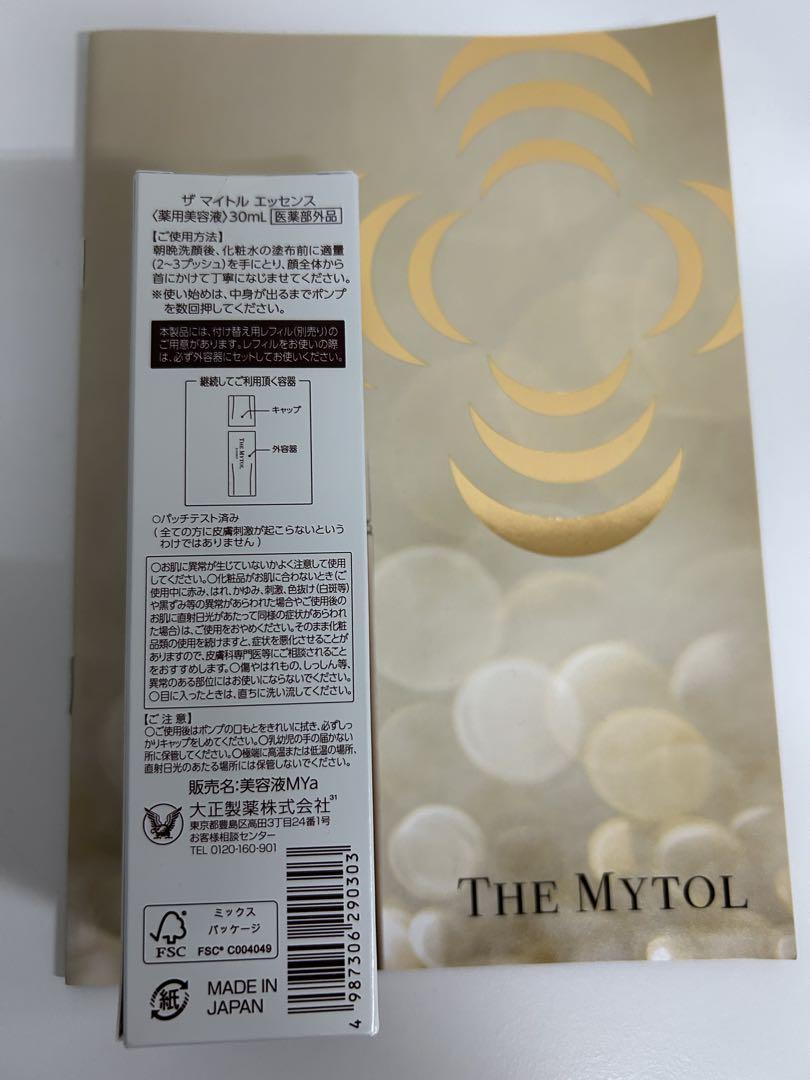 ザ マイトル エッセンス
〈薬用美容液〉30mL 医薬部外品
【ご使用方法】
朝晩洗顔後、化粧水の塗布前に適量
(2~3プッシュ)を手にとり、顔全体から
首にかけて丁寧になじませてください。
※使い始めは、中身が出るまでポンプ
を数回押してください。
本製品には、付け替え用レフィル(別売り)の
ご用意があります。レフィルをお使いの際
は、必ず外容器にセットしてお使いください。
継続してご利用頂く容器
キャップ
THE MYTOL
外容器
○パッチテスト済み
(全ての方に皮膚刺激が起こらないという
わけではありません)
○お肌に異常が生じていないかよく注意して使用
してください。○化粧品がお肌に合わないとき(ご
使用中に赤み、はれ、かゆみ、刺激、色抜け(白斑等)
や黒ずみ等の異常があらわれた場合やご使用後の
お肌に直射日光があたって同様の症状があらわれ
た場合)は、ご使用をおやめください。そのまま化粧
品類の使用を続けますと、症状を悪化させることが
ありますので、皮膚科専門医等にご相談されること
をおすすめします。○傷やはれもの、しっしん等、
異常のある部位にはお使いにならないでください。
○目に入ったときは、直ちに洗い流してください。
【ご注意】
○ご使用後はポンプの口もとをきれいに拭き、必ずしっ
かりキャップをしめてください。○乳幼児の手の届かない
所に保管してください。○極端に高温または低温の場所、
直射日光のあたる場所には保管しないでください。
販売名:美容液MYa
大正製薬株式会社31
東京都豊島区高田3丁目24番1号
お客様相談センター
TEL 0120-160-901
ミックス
パッケージ
FSC
FSC® C004049
紙
MADE IN
JAPAN
4 987306 290303
THE MYTOL